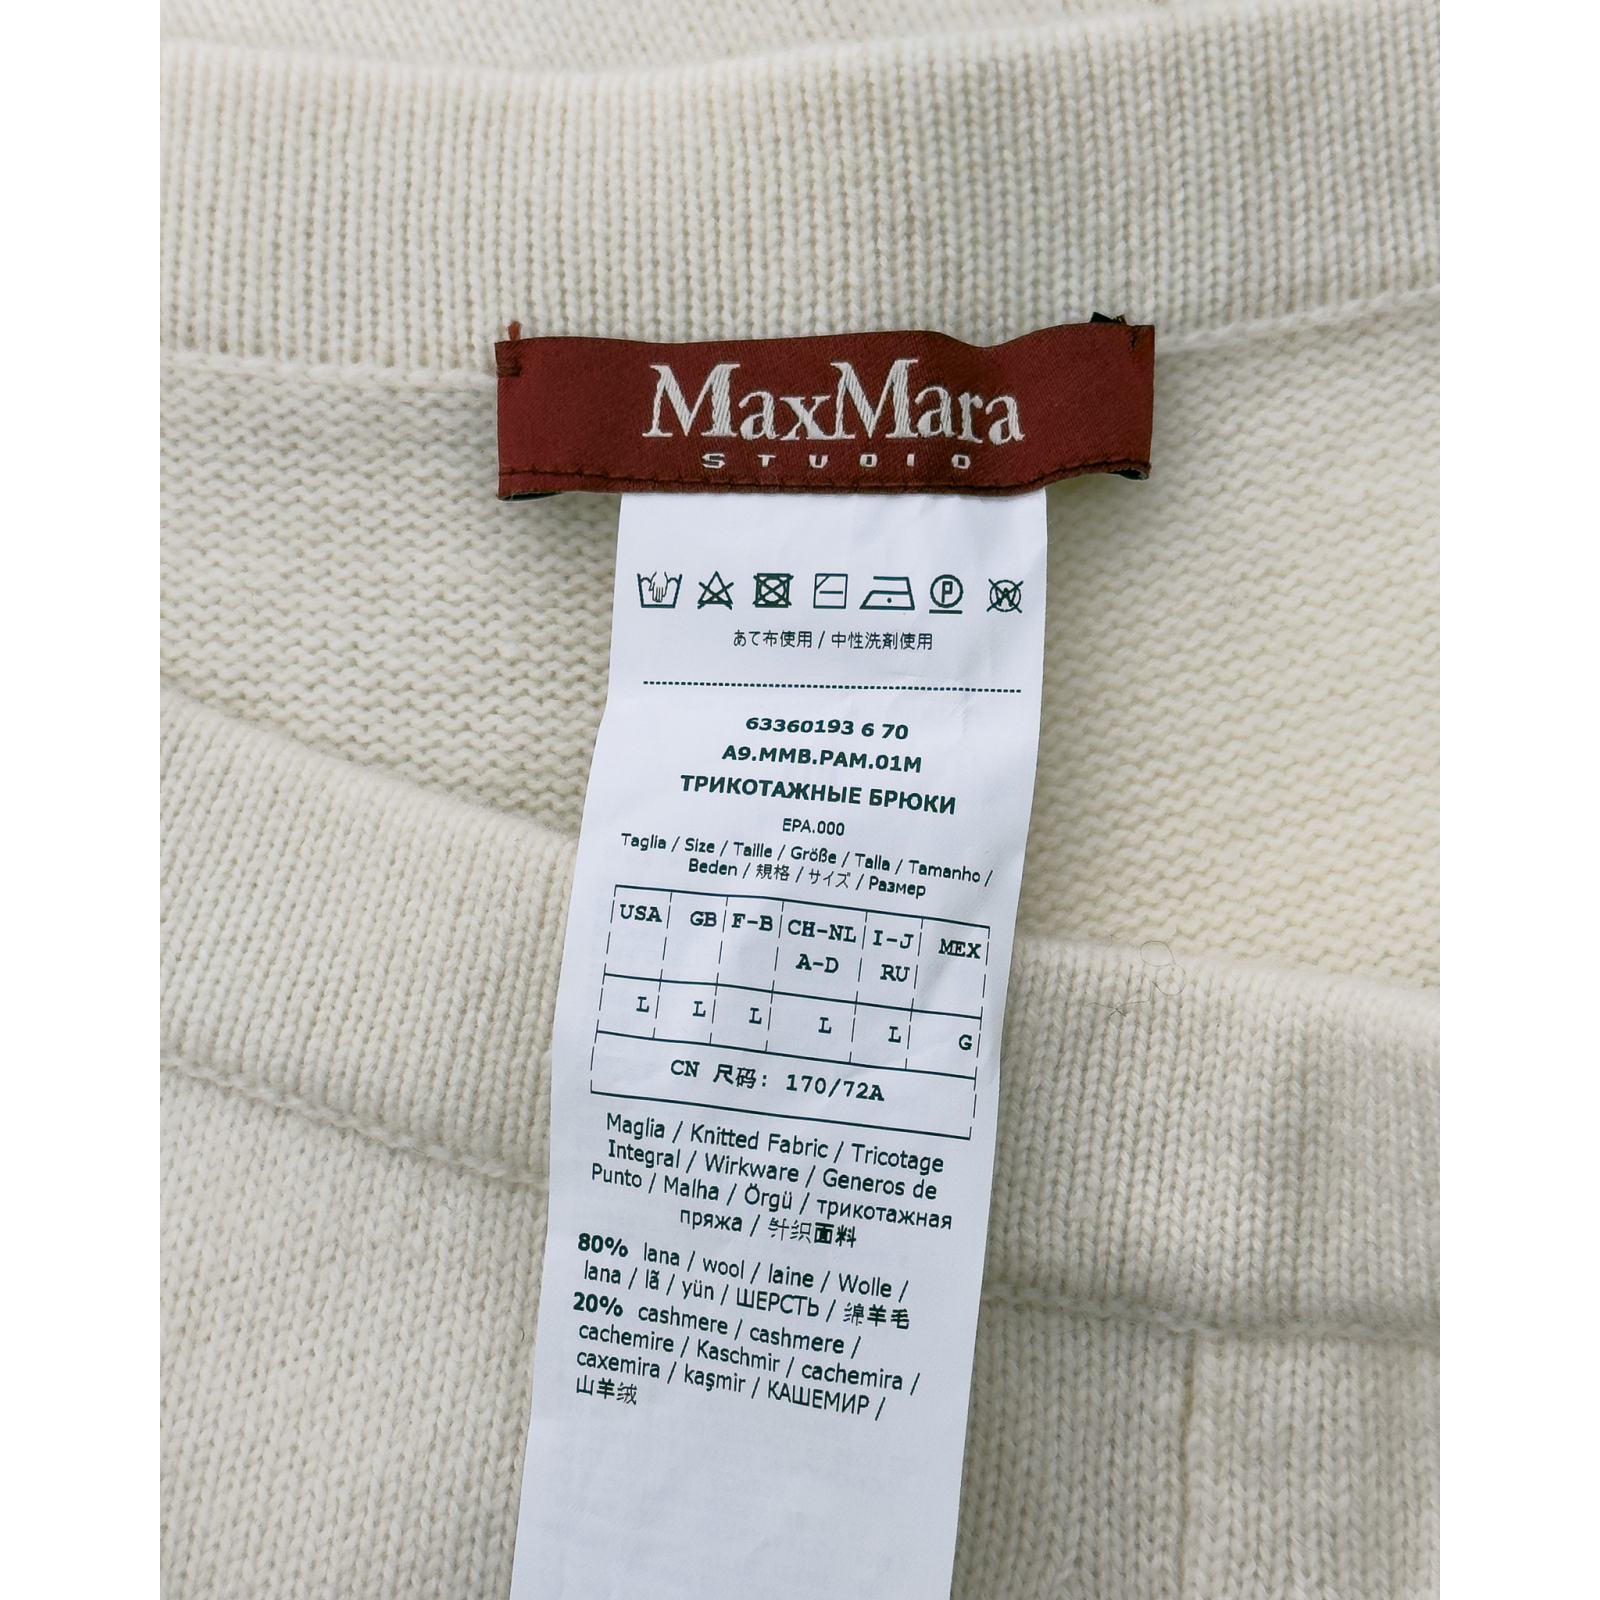 MaxMara
STUDIO
P
W
あて布使用 / 中性洗剤使用
63360193 6 70
A9.MMB.PAM.01M
ТРИКОТАЖНЫЕ БРЮКИ
EPA.000
Taglia / Size / Taille / Größe / Talla / Tamanho /
Beden / 規格 / サイズ / Размер
USA GB F-B CH-NL I-J MEX
A-D RU
L L L L L G
CN 尺码: 170/72A
Maglia / Knitted Fabric / Tricotage
Integral / Wirkware / Generos de
Punto / Malha / Örgü / трикотажная
пряжа / 针织面料
80% lana / wool / laine / Wolle /
lana / lã / yün / ШЕРСТЬ / 绵羊毛
20% cashmere / cashmere /
cachemire / Kaschmir / cachemira /
caxemira / kaşmir / КАШЕМИР /
山羊绒